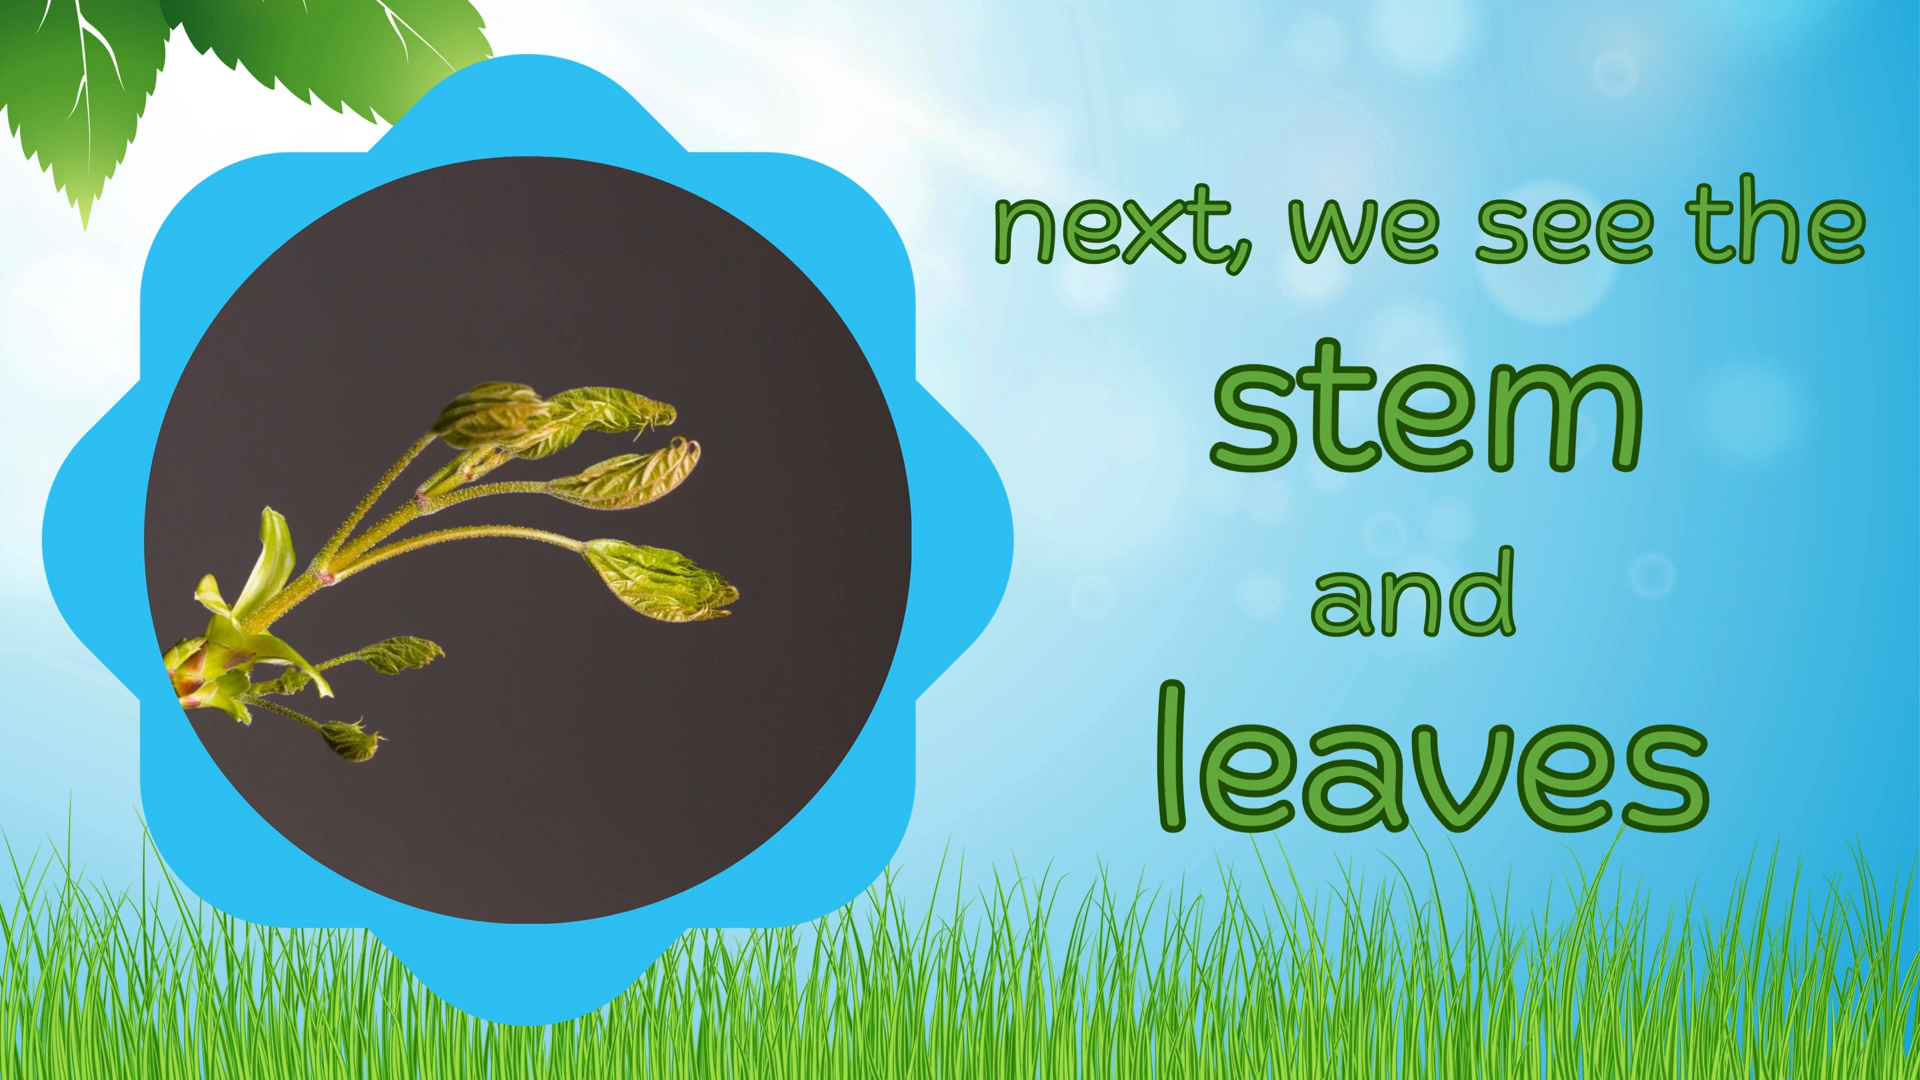 next, we see the
stem
and
leaves